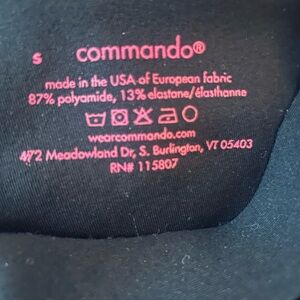 s commando®
made in the USA of European fabric
87% polyamide, 13% elastane/élasthanne
wearcommando.com
472 Meadowland Dr, S. Burlington, VT 05403
RN# 115807